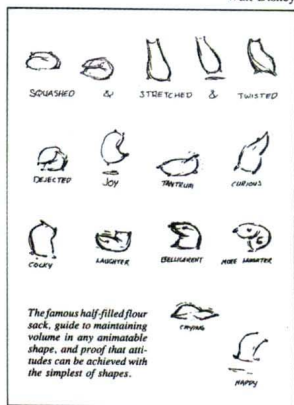 Walt Disney
SQUASHED & STRETCHED & TWISTED
DEJECTED JOY TANTRUM CURIOUS
COCKY LAUGHTER BELLIGERENT MORE LAUGHTER
The famous half-filled flour
sack, guide to maintaining
volume in any animatable
shape, and proof that atti-
tudes can be achieved with
the simplest of shapes.
CRYING
HAPPY